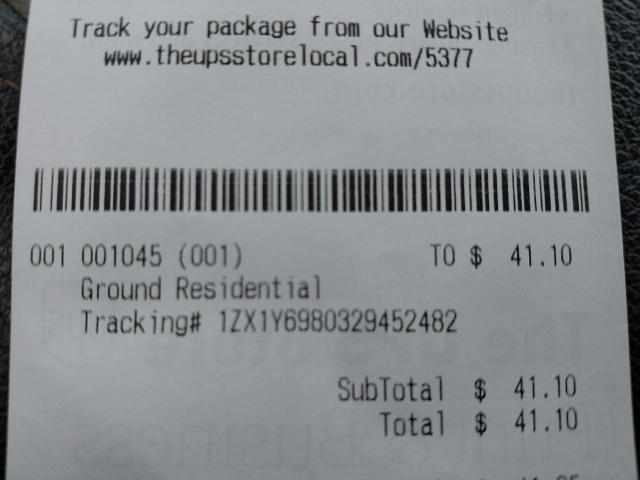 Track your package from our Website
www.theupsstorelocal.com/5377
001 001045 (001) TO $ 41.10
Ground Residential
Tracking# 1ZX1Y6980329452482
SubTotal $ 41.10
Total $ 41.10